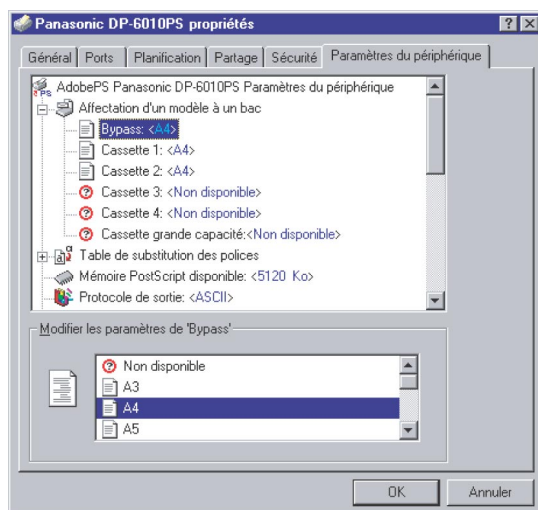 Panasonic DP-6010PS propriétés
Général Ports Planification Partage Sécurité Paramètres du périphérique
AdobePS Panasonic DP-6010PS Paramètres du périphérique
Affectation d'un modèle à un bac
Bypass: <A4>
Cassette 1: <A4>
Cassette 2: <A4>
Cassette 3: <Non disponible>
Cassette 4: <Non disponible>
Cassette grande capacité:<Non disponible>
Table de substitution des polices
Mémoire PostScript disponible: <5120 Ko>
Protocole de sortie: <ASCII>
Modifier les paramètres de 'Bypass'
Non disponible
A3
A4
A5
OK Annuler